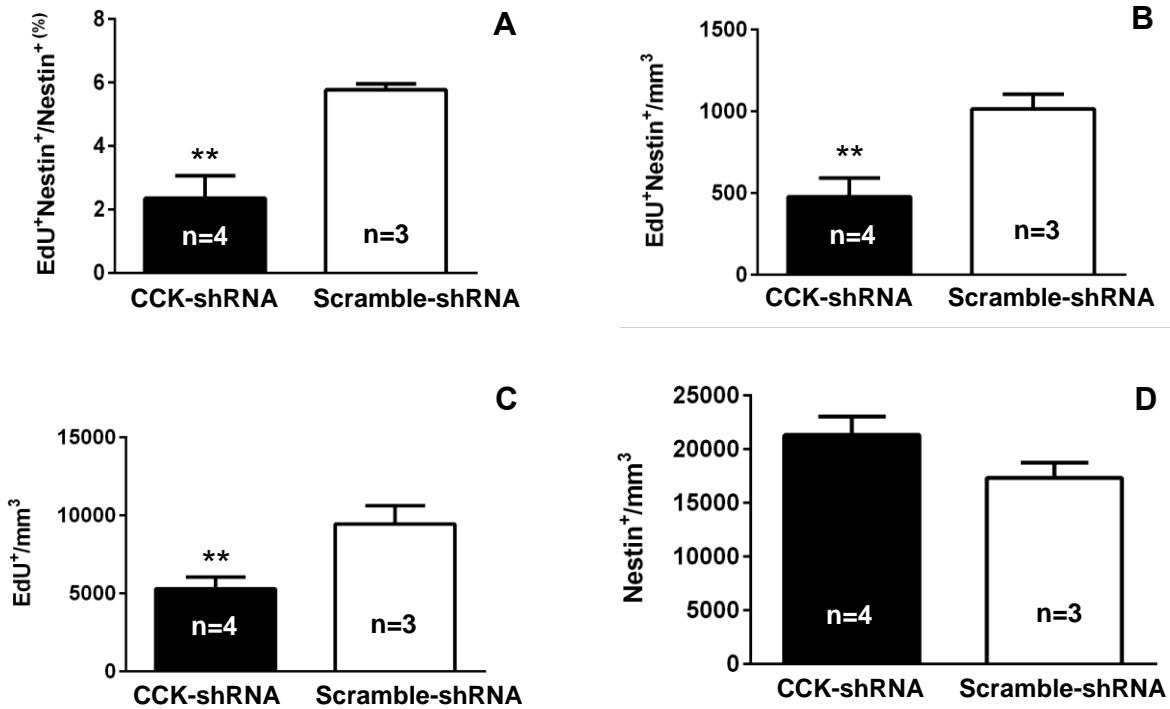 A
EdU⁺Nestin⁺/Nestin⁺ (%)
8
6
4
2
0
**
n=4
n=3
CCK-shRNA Scramble-shRNA
B
EdU⁺Nestin⁺/mm³
1500
1000
500
0
**
n=4
n=3
CCK-shRNA Scramble-shRNA
C
EdU⁺/mm³
15000
10000
5000
0
**
n=4
n=3
CCK-shRNA Scramble-shRNA
D
Nestin⁺/mm³
25000
20000
15000
10000
5000
0
n=4
n=3
CCK-shRNA Scramble-shRNA